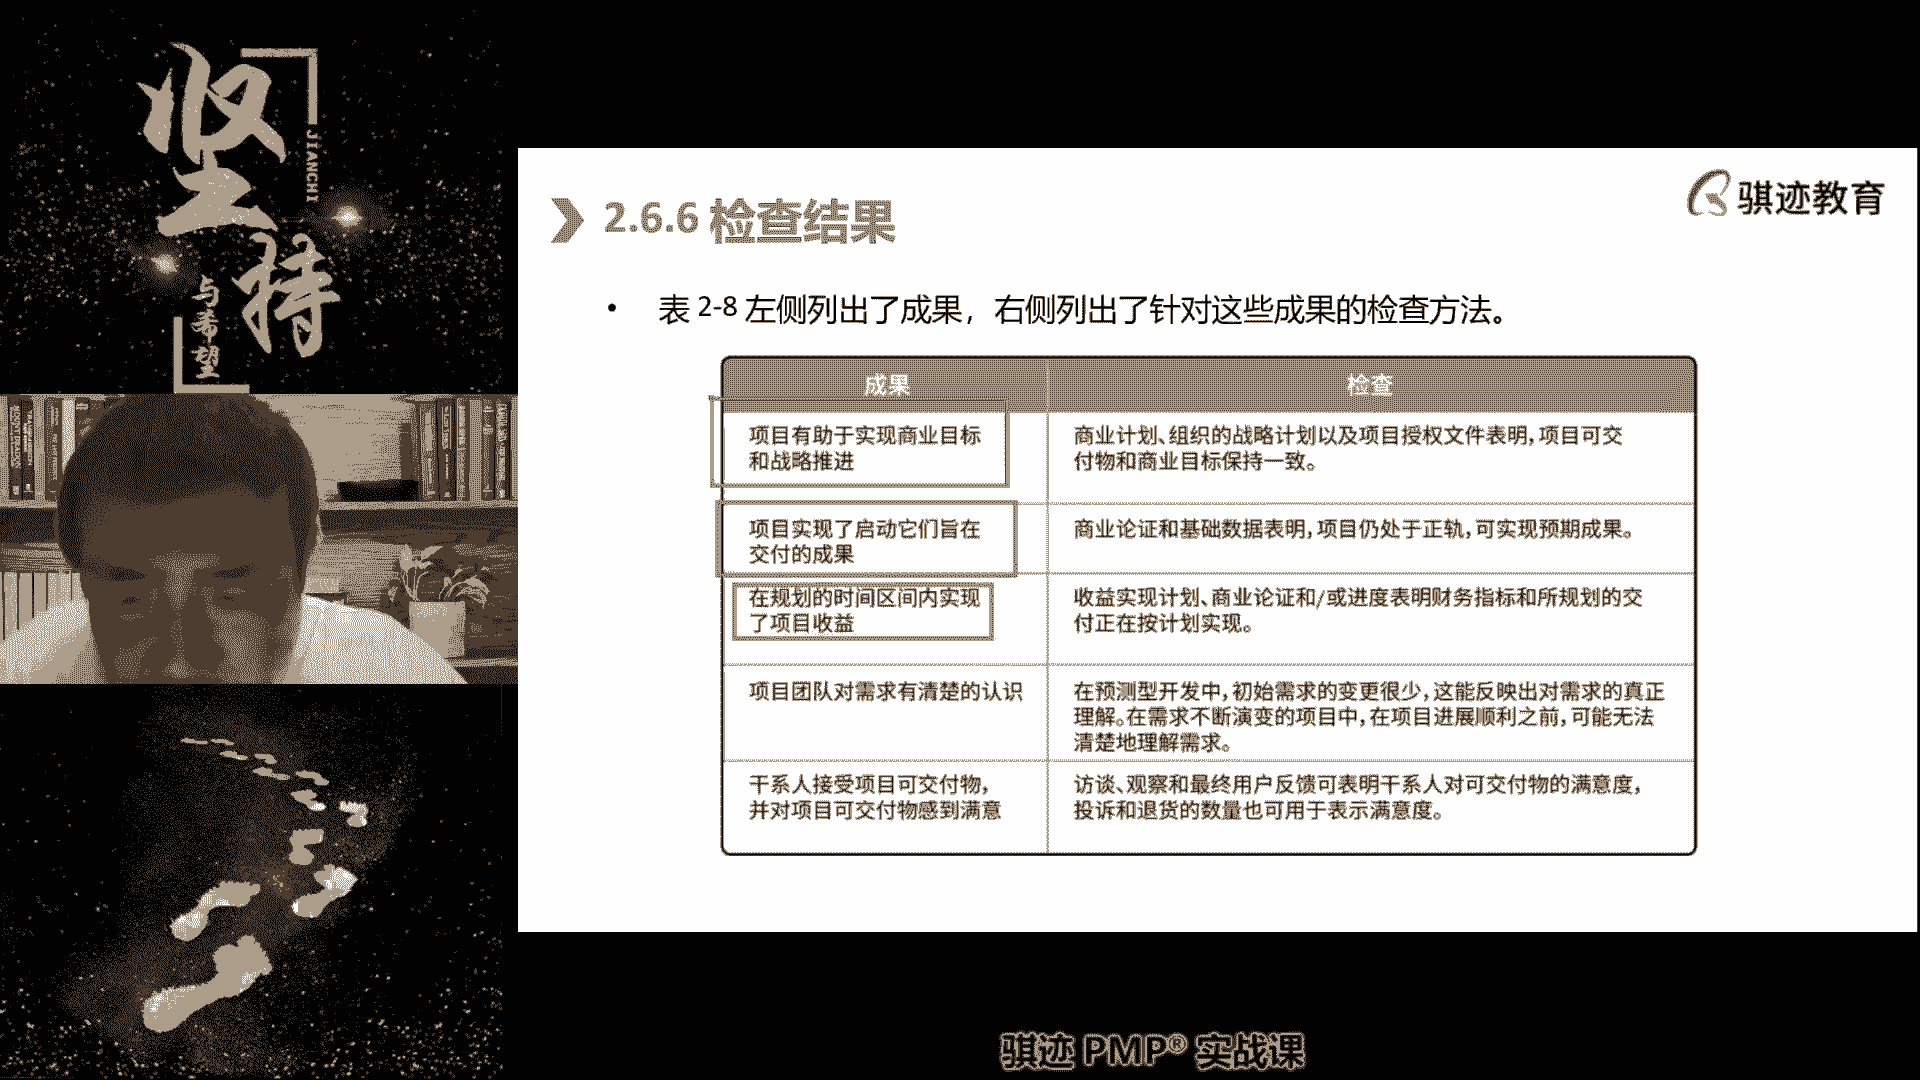 坚持
JIANCHI
与希望
骐迹教育
2.6.6 检查结果
• 表 2-8 左侧列出了成果，右侧列出了针对这些成果的检查方法。
成果
检查
项目有助于实现商业目标
和战略推进
商业计划、组织的战略计划以及项目授权文件表明，项目可交
付物和商业目标保持一致。
项目实现了启动它们旨在
交付的成果
商业论证和基础数据表明，项目仍处于正轨，可实现预期成果。
在规划的时间区间内实现
了项目收益
收益实现计划、商业论证和/或进度表明财务指标和所规划的交
付正在按计划实现。
项目团队对需求有清楚的认识
在预测型开发中，初始需求的变更很少，这能反映出对需求的真正
理解。在需求不断演变的项目中，在项目进展顺利之前，可能无法
清楚地理解需求。
干系人接受项目可交付物，
并对项目可交付物感到满意
访谈、观察和最终用户反馈可表明干系人对可交付物的满意度，
投诉和退货的数量也可用于表示满意度。
骐迹 PMP® 实战课